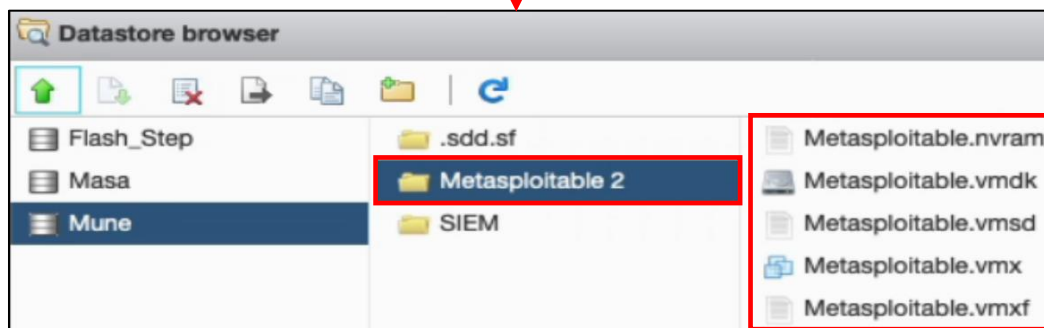 Datastore browser
Flash_Step
Masa
Mune
.sdd.sf
Metasploitable 2
SIEM
Metasploitable.nvram
Metasploitable.vmdk
Metasploitable.vmsd
Metasploitable.vmx
Metasploitable.vmxf